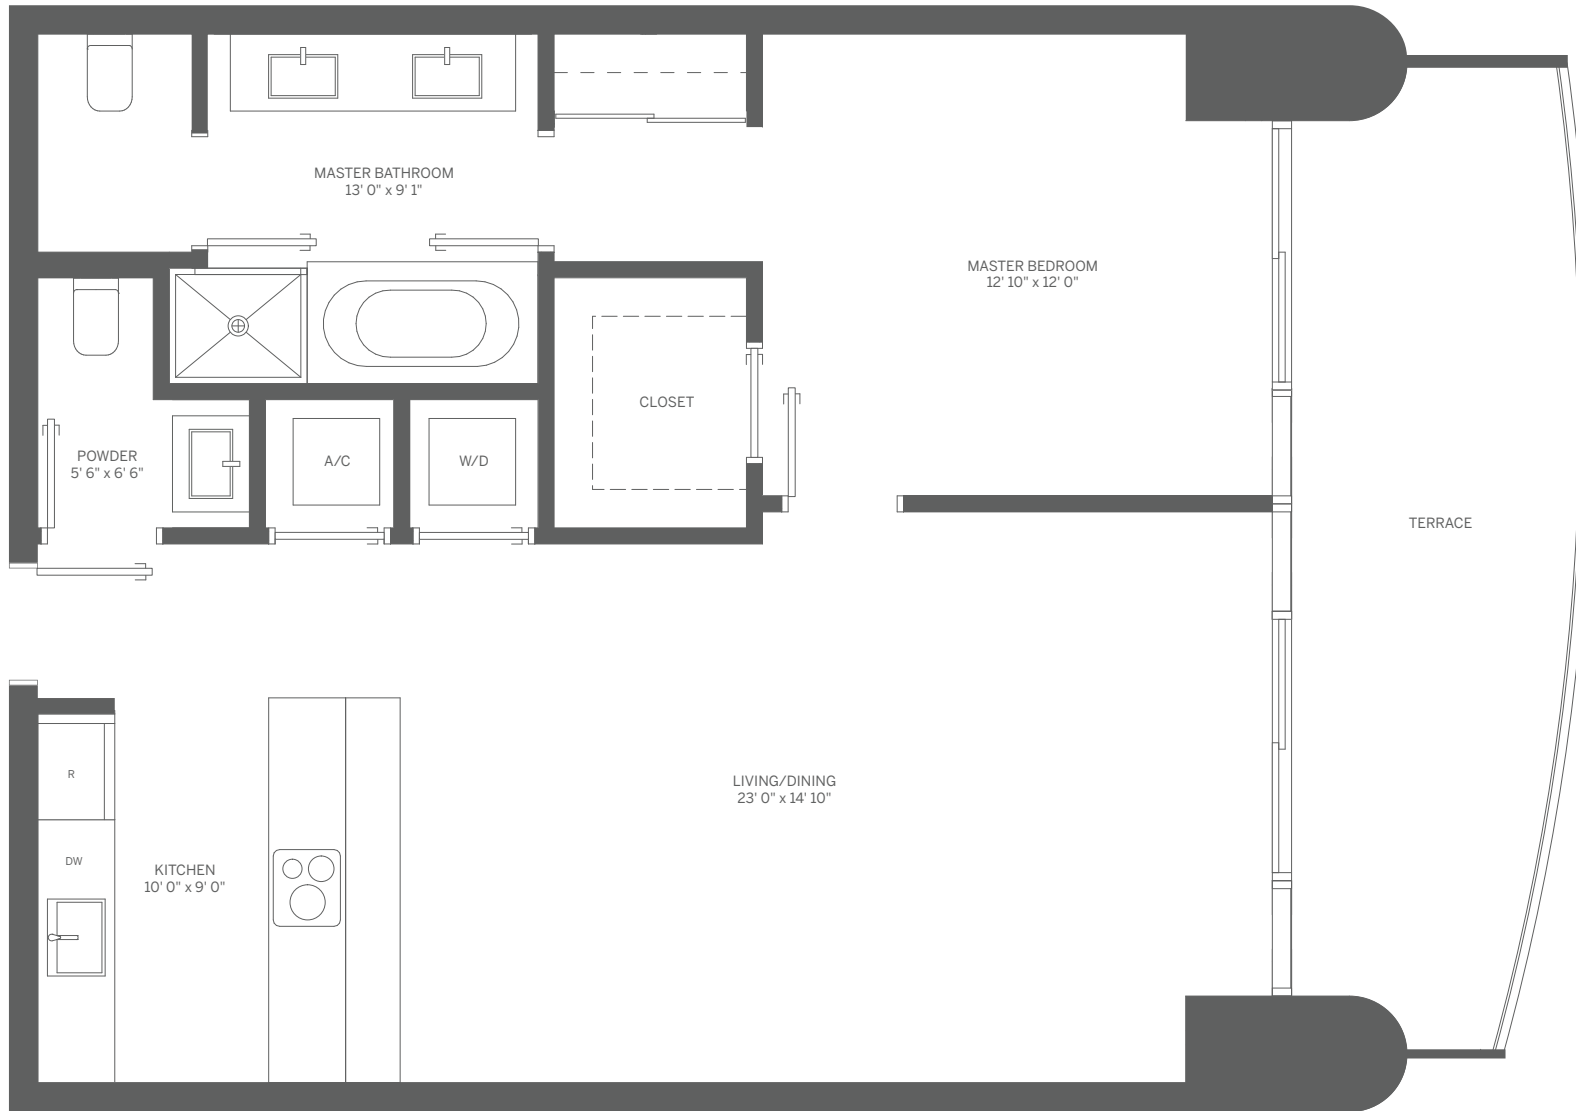 MASTER BATHROOM
13' 0" x 9' 1"
MASTER BEDROOM
12' 10" x 12' 0"
CLOSET
POWDER
5' 6" x 6' 6"
A/C
W/D
TERRACE
R
LIVING/DINING
23' 0" x 14' 10"
DW
KITCHEN
10' 0" x 9' 0"